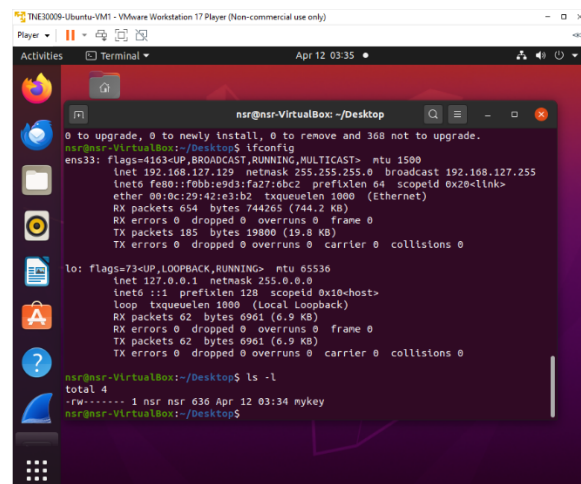 TNE30009-Ubuntu-VM1 - VMware Workstation 17 Player (Non-commercial use only)
Player
Activities Terminal Apr 12 03:35
nsr@nsr-VirtualBox: ~/Desktop
0 to upgrade, 0 to newly install, 0 to remove and 368 not to upgrade.
nsr@nsr-VirtualBox:~/Desktop$ ifconfig
ens33: flags=4163<UP,BROADCAST,RUNNING,MULTICAST> mtu 1500
inet 192.168.127.129 netmask 255.255.255.0 broadcast 192.168.127.255
inet6 fe80::f0bb:e9d3:fa27:6bc2 prefixlen 64 scopeid 0x20<link>
ether 00:0c:29:42:e3:b2 txqueuelen 1000 (Ethernet)
RX packets 654 bytes 744265 (744.2 KB)
RX errors 0 dropped 0 overruns 0 frame 0
TX packets 185 bytes 19800 (19.8 KB)
TX errors 0 dropped 0 overruns 0 carrier 0 collisions 0
lo: flags=73<UP,LOOPBACK,RUNNING> mtu 65536
inet 127.0.0.1 netmask 255.0.0.0
inet6 ::1 prefixlen 128 scopeid 0x10<host>
loop txqueuelen 1000 (Local Loopback)
RX packets 62 bytes 6961 (6.9 KB)
RX errors 0 dropped 0 overruns 0 frame 0
TX packets 62 bytes 6961 (6.9 KB)
TX errors 0 dropped 0 overruns 0 carrier 0 collisions 0
nsr@nsr-VirtualBox:~/Desktop$ ls -l
total 4
-rw------- 1 nsr nsr 636 Apr 12 03:34 mykey
nsr@nsr-VirtualBox:~/Desktop$